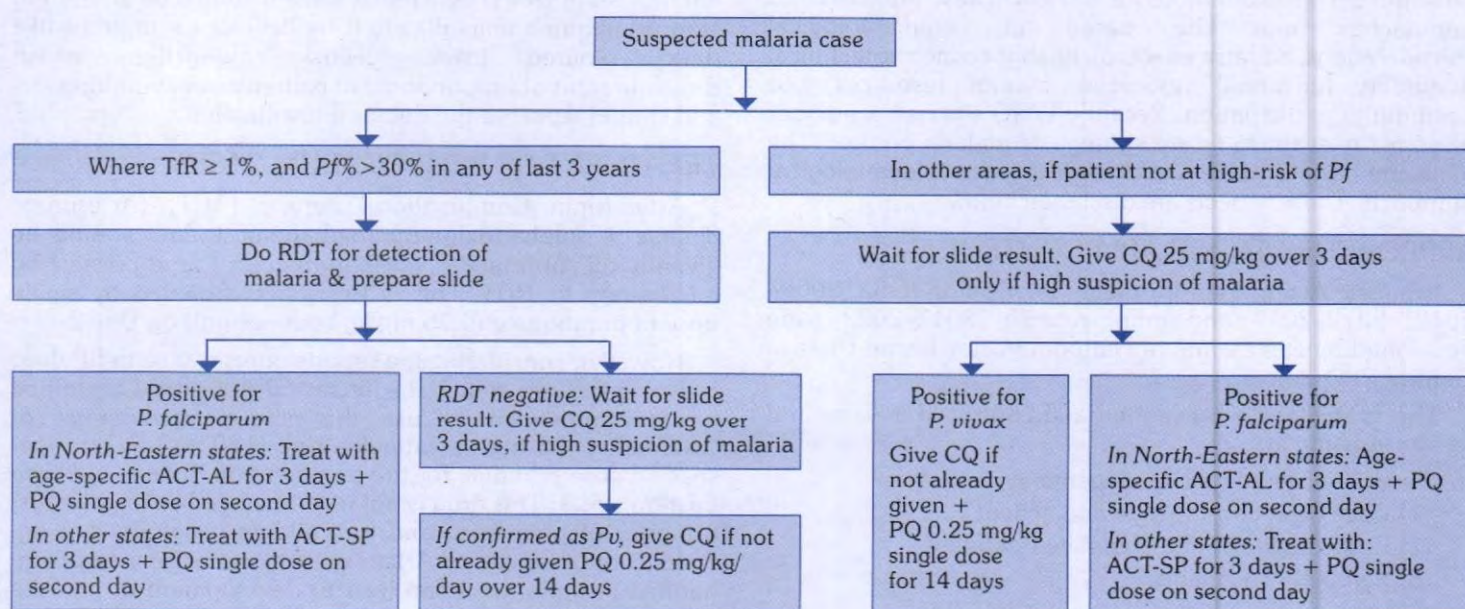 Suspected malaria case
Where TfR ≥ 1%, and Pf%>30% in any of last 3 years
In other areas, if patient not at high-risk of Pf
Do RDT for detection of
malaria & prepare slide
Wait for slide result. Give CQ 25 mg/kg over 3 days
only if high suspicion of malaria
Positive for
P. falciparum
In North-Eastern states: Treat with
age-specific ACT-AL for 3 days +
PQ single dose on second day
In other states: Treat with ACT-SP
for 3 days + PQ single dose on
second day
RDT negative: Wait for slide
result. Give CQ 25 mg/kg over
3 days, if high suspicion of malaria
If confirmed as Pv, give CQ if not
already given PQ 0.25 mg/kg/
day over 14 days
Positive for
P. vivax
Give CQ if
not already
given +
PQ 0.25 mg/kg
single dose
for 14 days
Positive for
P. falciparum
In North-Eastern states: Age-
specific ACT-AL for 3 days + PQ
single dose on second day
In other states: Treat with:
ACT-SP for 3 days + PQ single
dose on second day